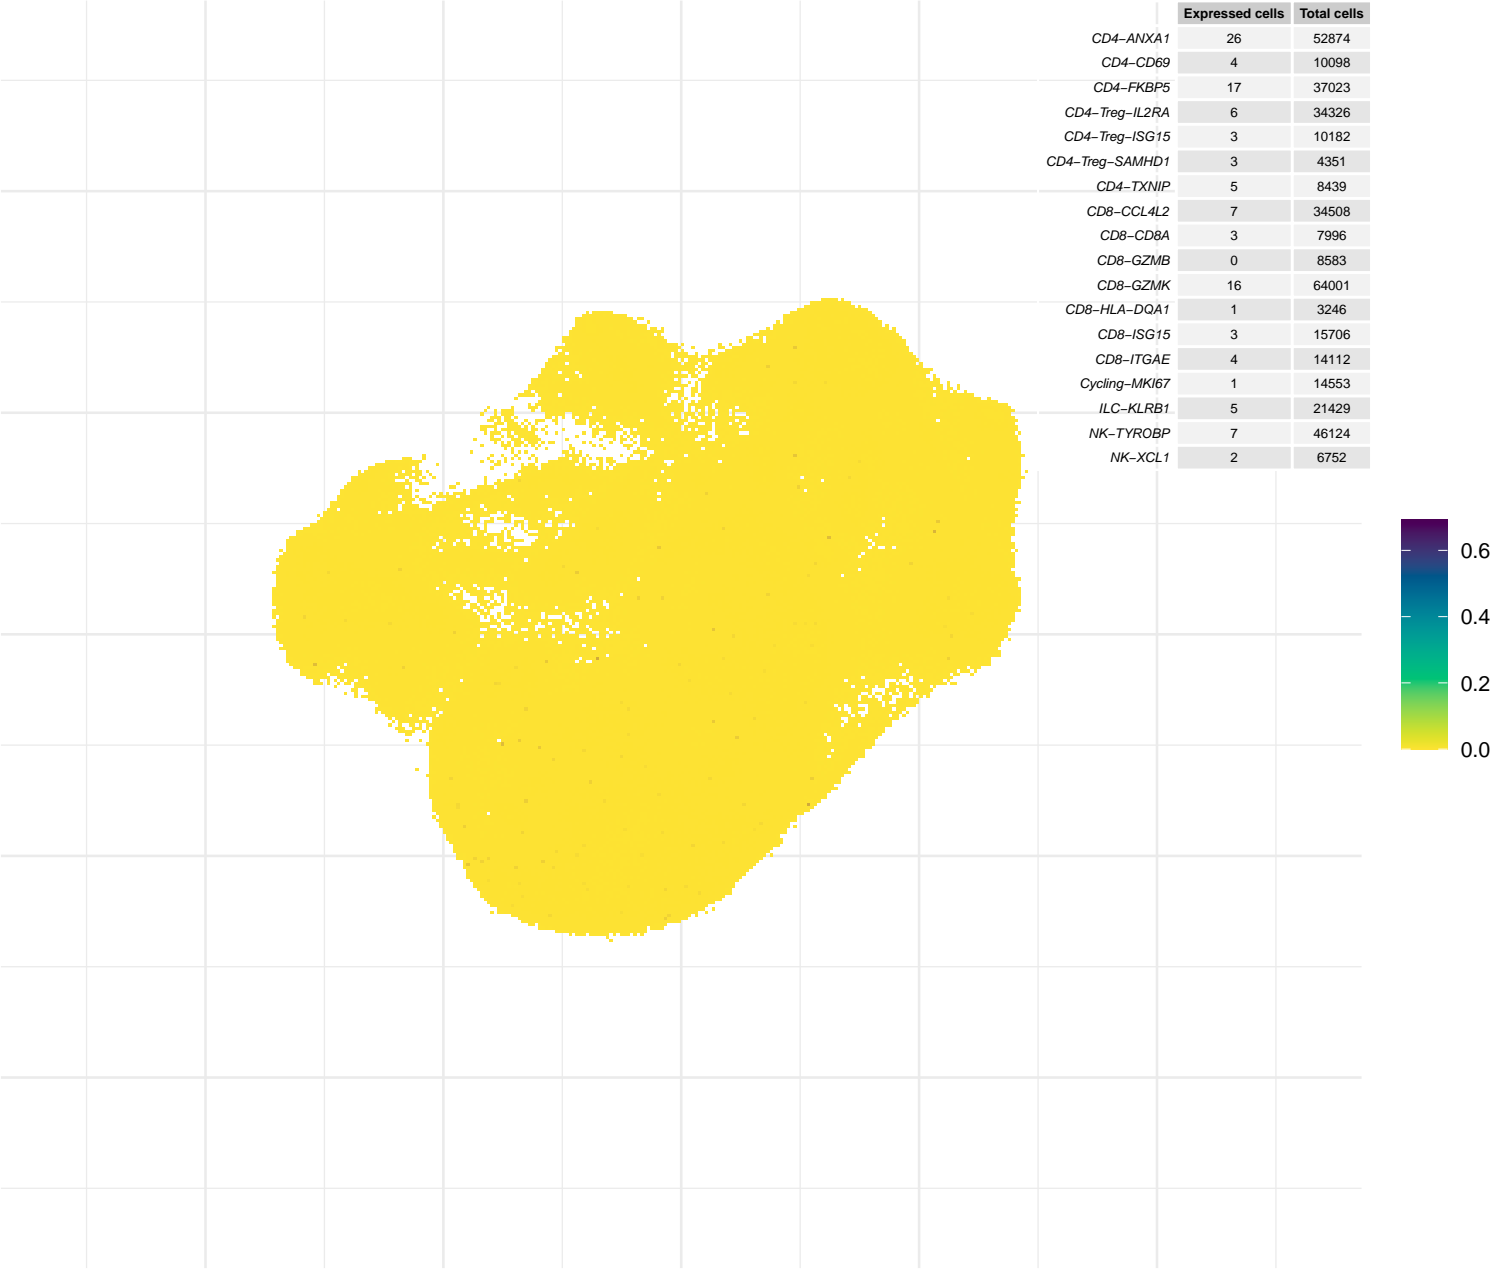 Expressed cells Total cells
CD4−ANXA1 26 52874
CD4−CD69 4 10098
CD4−FKBP5 17 37023
CD4−Treg−IL2RA 6 34326
CD4−Treg−ISG15 3 10182
CD4−Treg−SAMHD1 3 4351
CD4−TXNIP 5 8439
CD8−CCL4L2 7 34508
CD8−CD8A 3 7996
CD8−GZMB 0 8583
CD8−GZMK 16 64001
CD8−HLA−DQA1 1 3246
CD8−ISG15 3 15706
CD8−ITGAE 4 14112
Cycling−MKI67 1 14553
ILC−KLRB1 5 21429
NK−TYROBP 7 46124
NK−XCL1 2 6752
0.6
0.4
0.2
0.0